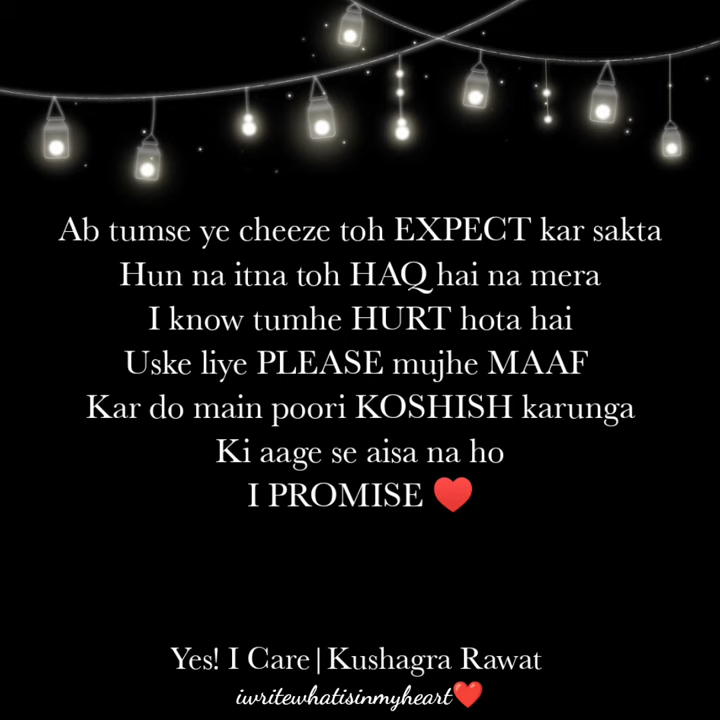 Ab tumse ye cheeze toh EXPECT kar sakta
Hun na itna toh HAQ hai na mera
I know tumhe HURT hota hai
Uske liye PLEASE mujhe MAAF
Kar do main poori KOSHISH karunga
Ki aage se aisa na ho
I PROMISE ♥️
Yes! I Care|Kushagra Rawat
iwritewhatisinmyheart❤️